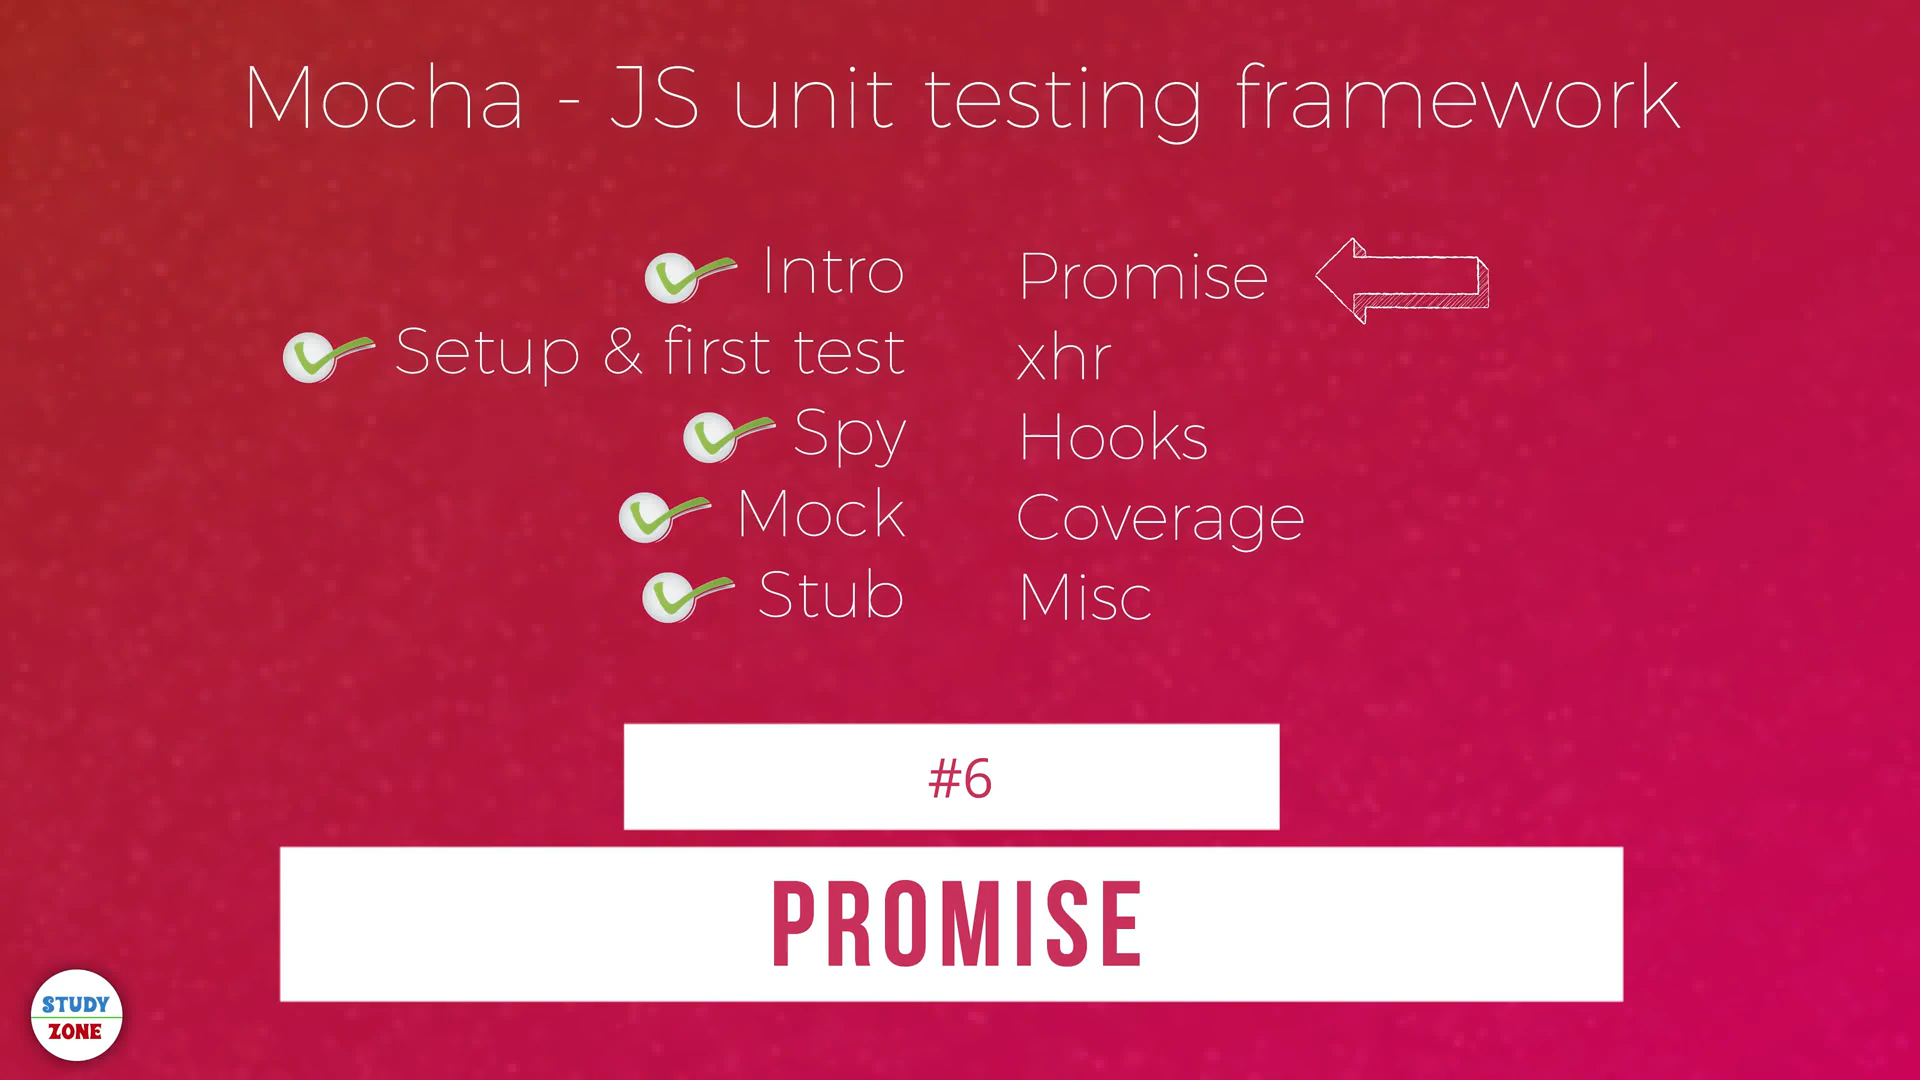 Mocha - JS unit testing framework
Intro
Setup & first test
Spy
Mock
Stub
Promise
xhr
Hooks
Coverage
Misc
#6
PROMISE
STUDY
ZONE